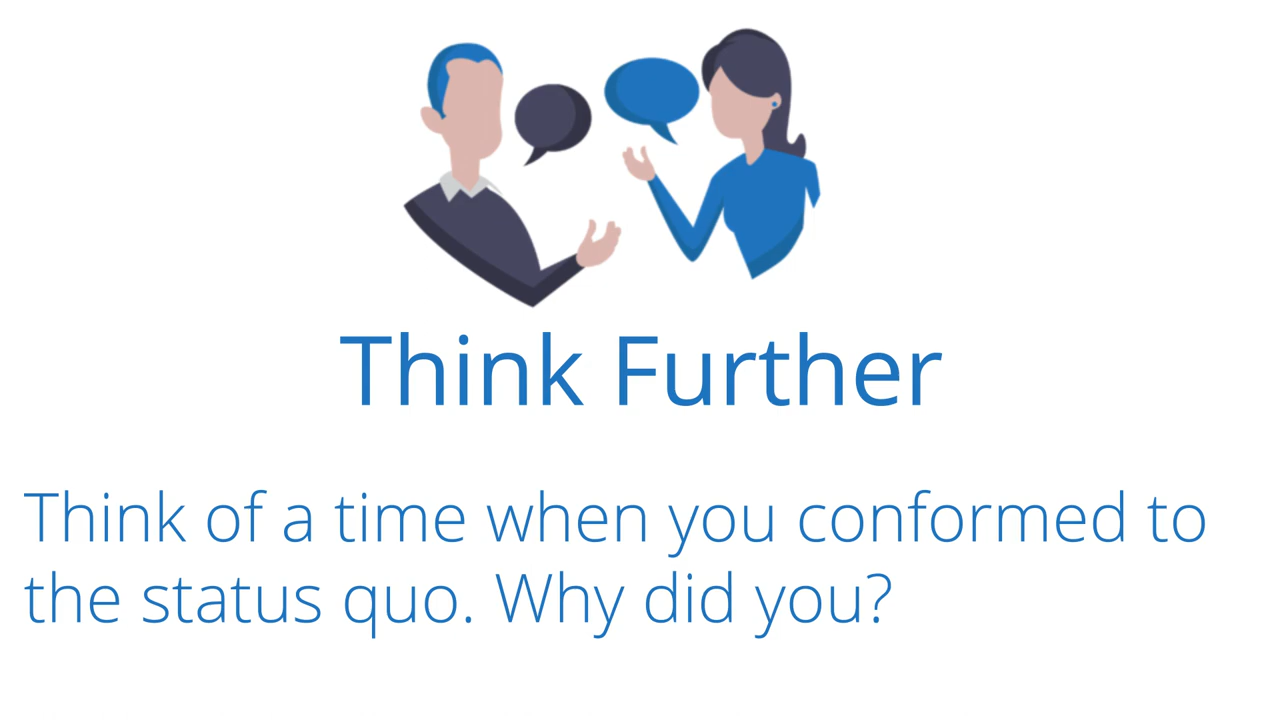 Think Further
Think of a time when you conformed to
the status quo. Why did you?